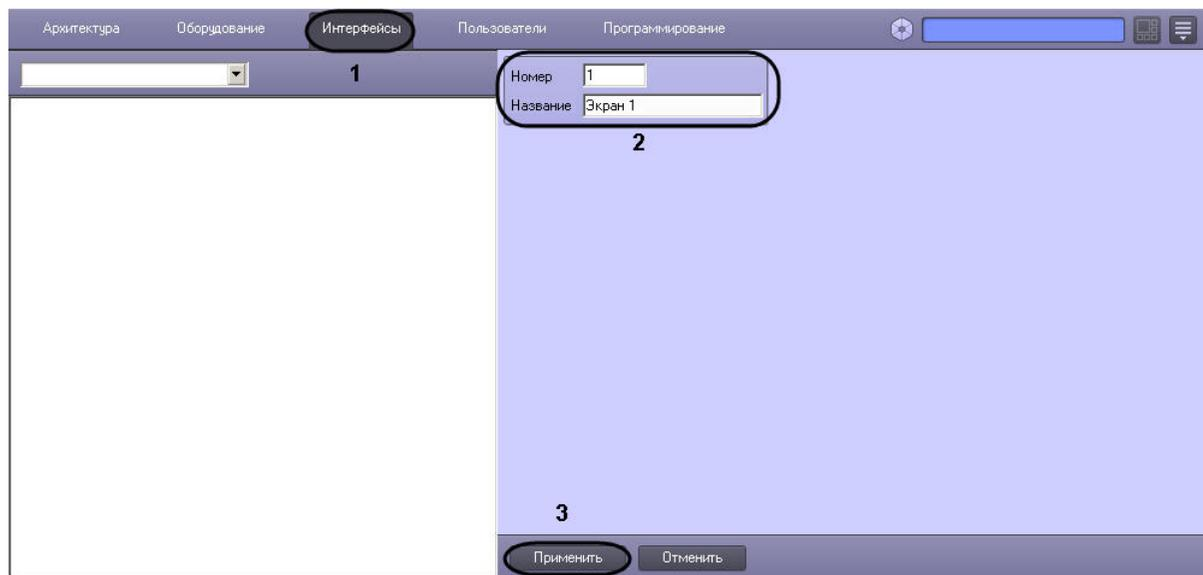 Архитектура Оборудование Интерфейсы Пользователи Программирование
1
Номер 1
Название Экран 1
2
3
Применить Отменить